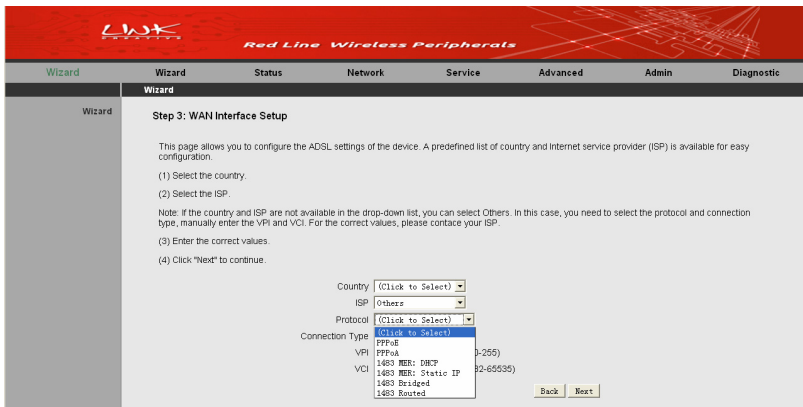 LINK
CREATIVE
Red Line Wireless Peripherals
Wizard Wizard Status Network Service Advanced Admin Diagnostic
Wizard
Wizard
Step 3: WAN Interface Setup
This page allows you to configure the ADSL settings of the device. A predefined list of country and Internet service provider (ISP) is available for easy
configuration.
(1) Select the country.
(2) Select the ISP.
Note: If the country and ISP are not available in the drop-down list, you can select Others. In this case, you need to select the protocol and connection
type, manually enter the VPI and VCI. For the correct values, please contace your ISP.
(3) Enter the correct values.
(4) Click "Next" to continue.
Country (Click to Select)
ISP Others
Protocol (Click to Select)
Connection Type (Click to Select)
PPPoE
VPI PPPoA 0-255)
1483 MER: DHCP
VCI 1483 MER: Static IP 32-65535)
1483 Bridged
1483 Routed
Back Next